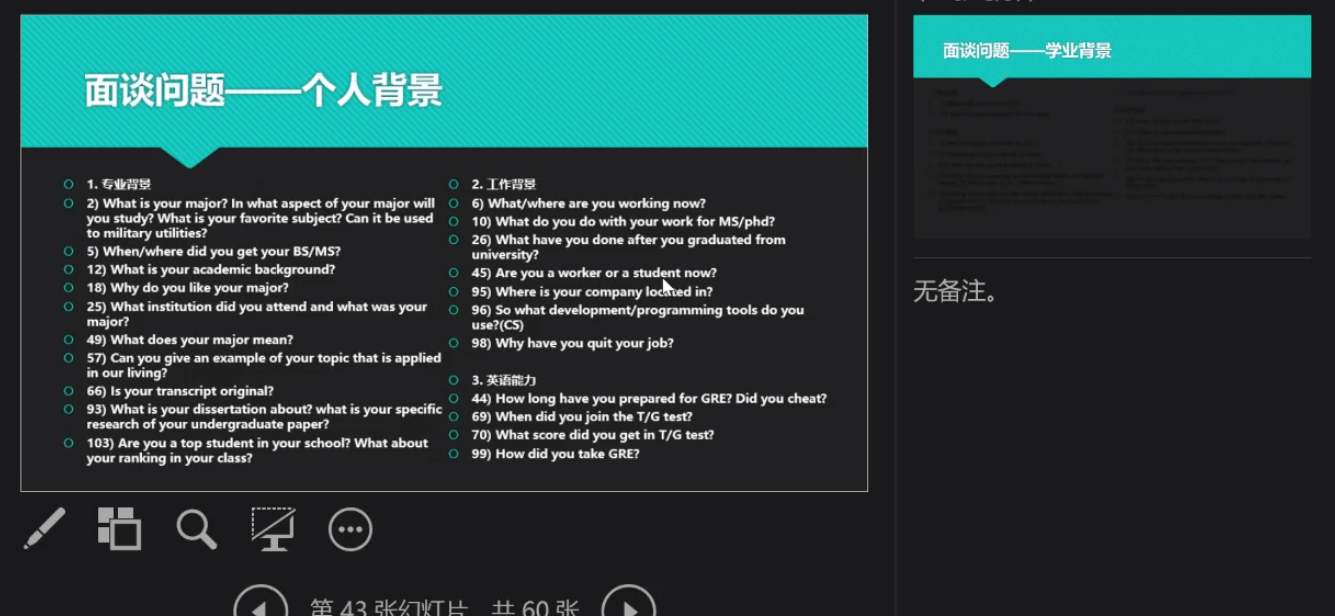 面谈问题——个人背景
1. 专业背景
2) What is your major? In what aspect of your major will
you study? What is your favorite subject? Can it be used
to military utilities?
5) When/where did you get your BS/MS?
12) What is your academic background?
18) Why do you like your major?
25) What institution did you attend and what was your
major?
49) What does your major mean?
57) Can you give an example of your topic that is applied
in our living?
66) Is your transcript original?
93) What is your dissertation about? what is your specific
research of your undergraduate paper?
103) Are you a top student in your school? What about
your ranking in your class?
2. 工作背景
6) What/where are you working now?
10) What do you do with your work for MS/phd?
26) What have you done after you graduated from
university?
45) Are you a worker or a student now?
95) Where is your company located in?
96) So what development/programming tools do you
use?(CS)
98) Why have you quit your job?
3. 英语能力
44) How long have you prepared for GRE? Did you cheat?
69) When did you join the T/G test?
70) What score did you get in T/G test?
99) How did you take GRE?
面谈问题——学业背景
无备注。
第 43 张幻灯片，共 60 张